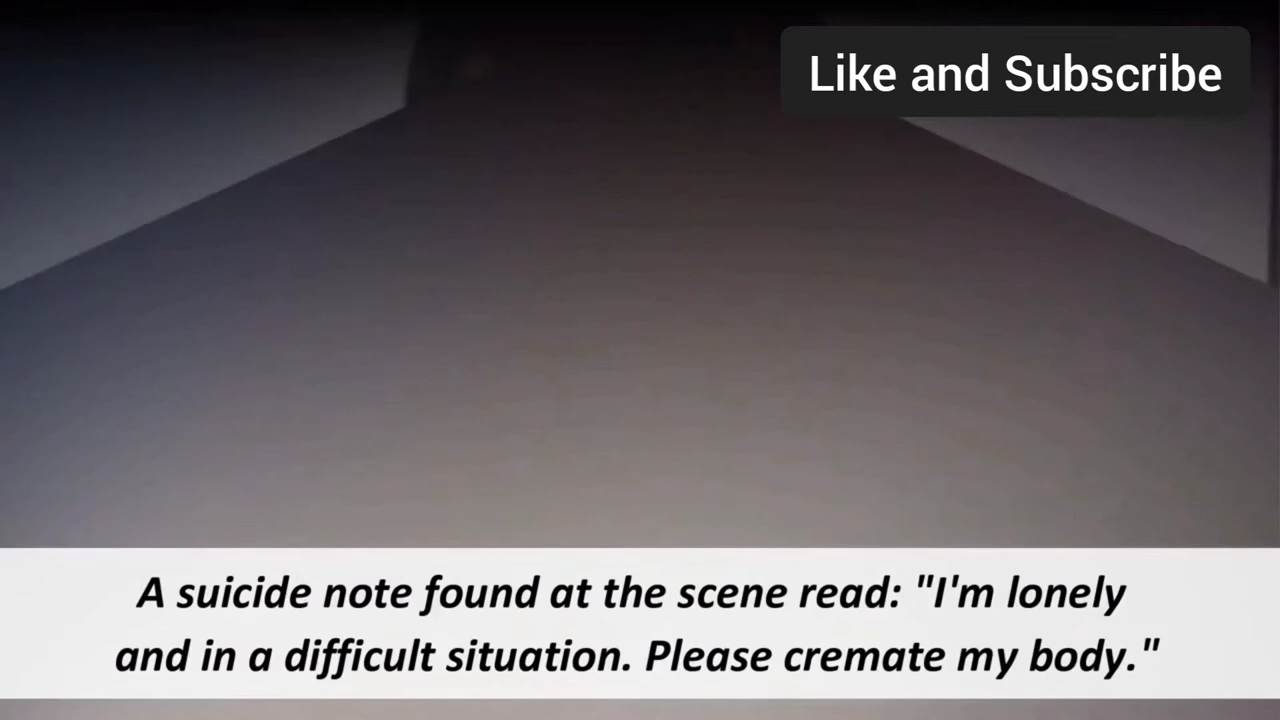 Like and Subscribe
A suicide note found at the scene read: "I'm lonely
and in a difficult situation. Please cremate my body."